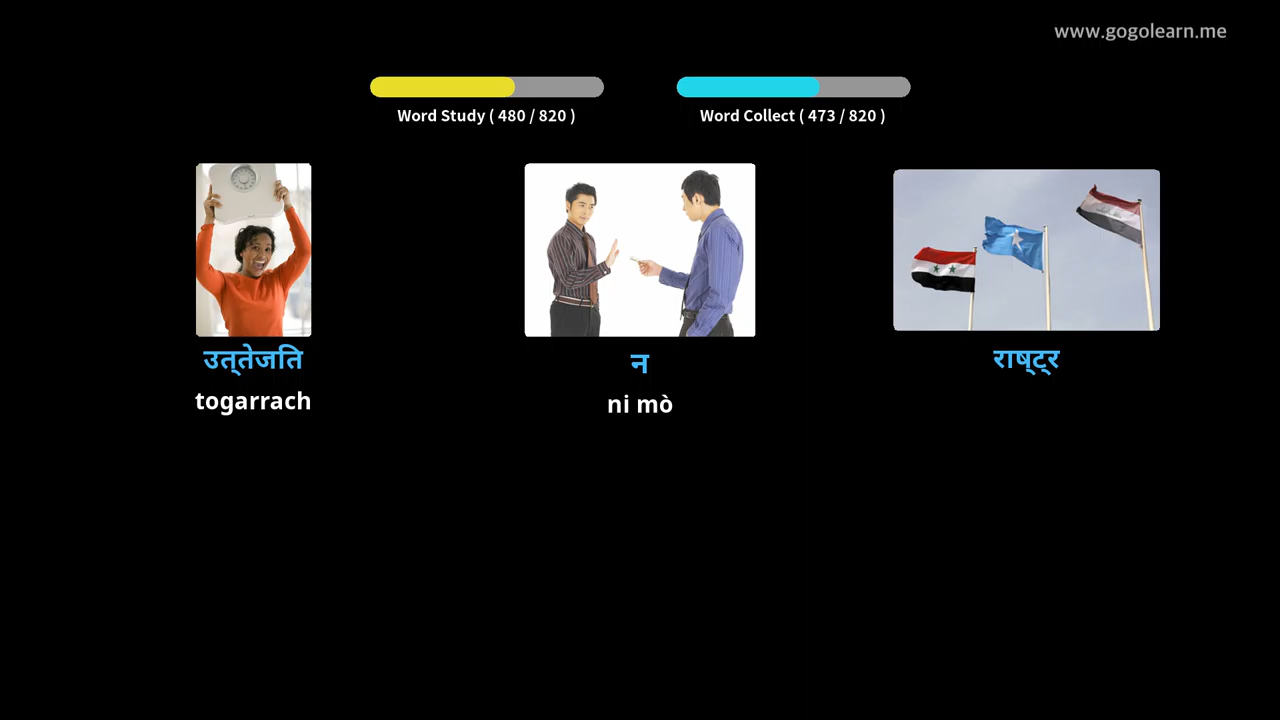 www.gogolearn.me
Word Study ( 480 / 820 )
Word Collect ( 473 / 820 )
उत्तेजति
togarrach
न
ni mò
राष्ट्र